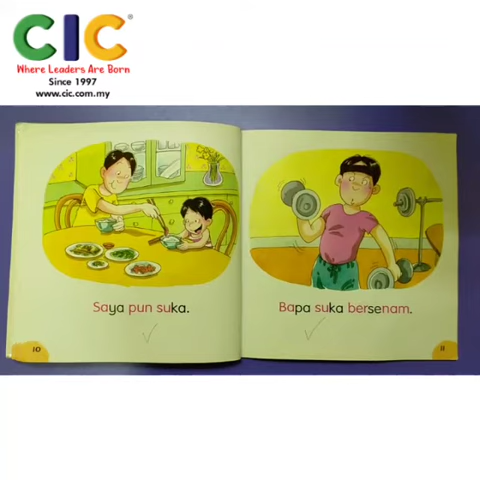 CIC®
Where Leaders Are Born
Since 1997
www.cic.com.my
Saya pun suka.
Bapa suka bersenam.
10
11